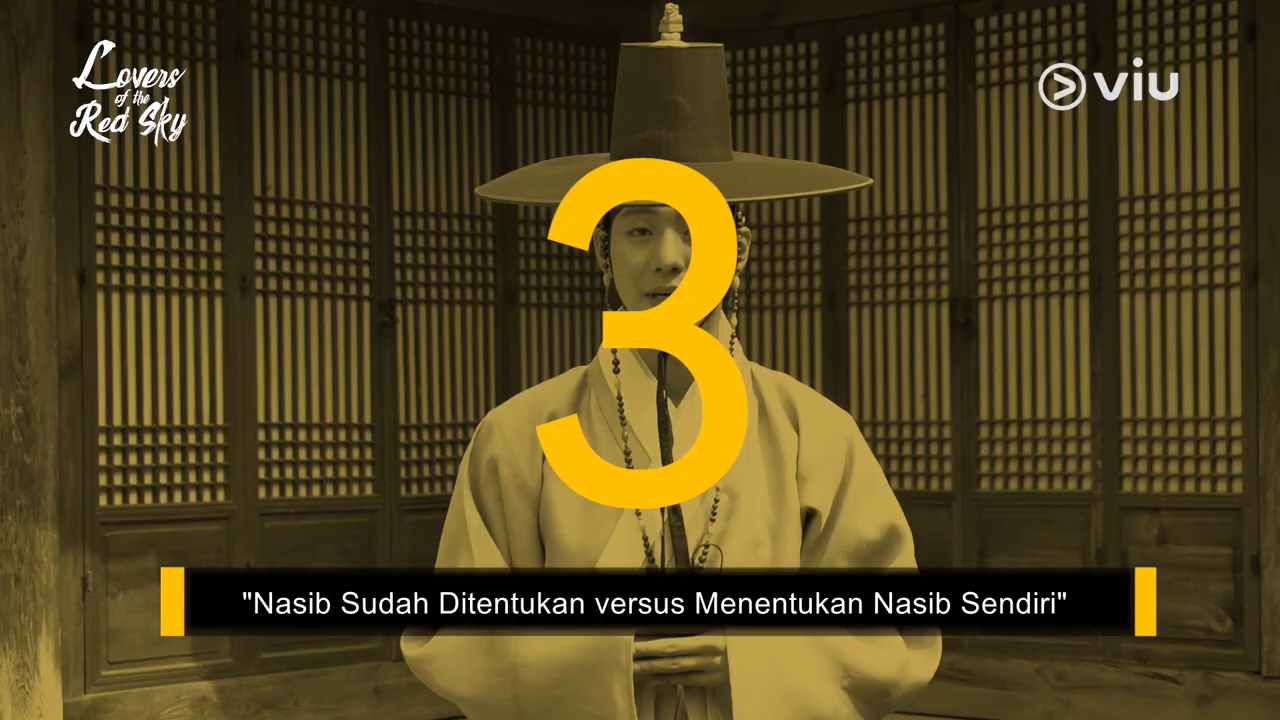 Lovers
of the
Red Sky
viu
3
"Nasib Sudah Ditentukan versus Menentukan Nasib Sendiri"